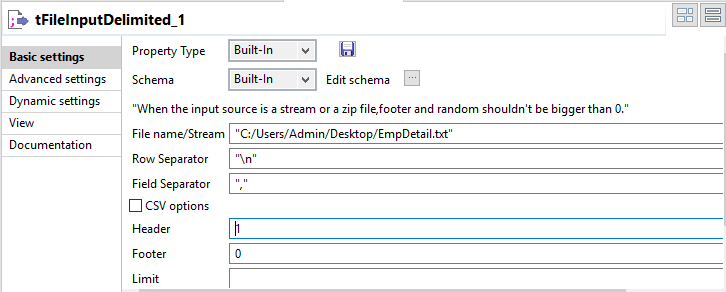 tFileInputDelimited_1
Basic settings
Advanced settings
Dynamic settings
View
Documentation
Property Type Built-In
Schema Built-In Edit schema ...
"When the input source is a stream or a zip file,footer and random shouldn't be bigger than 0."
File name/Stream "C:/Users/Admin/Desktop/EmpDetail.txt"
Row Separator "\n"
Field Separator ","
CSV options
Header 1
Footer 0
Limit